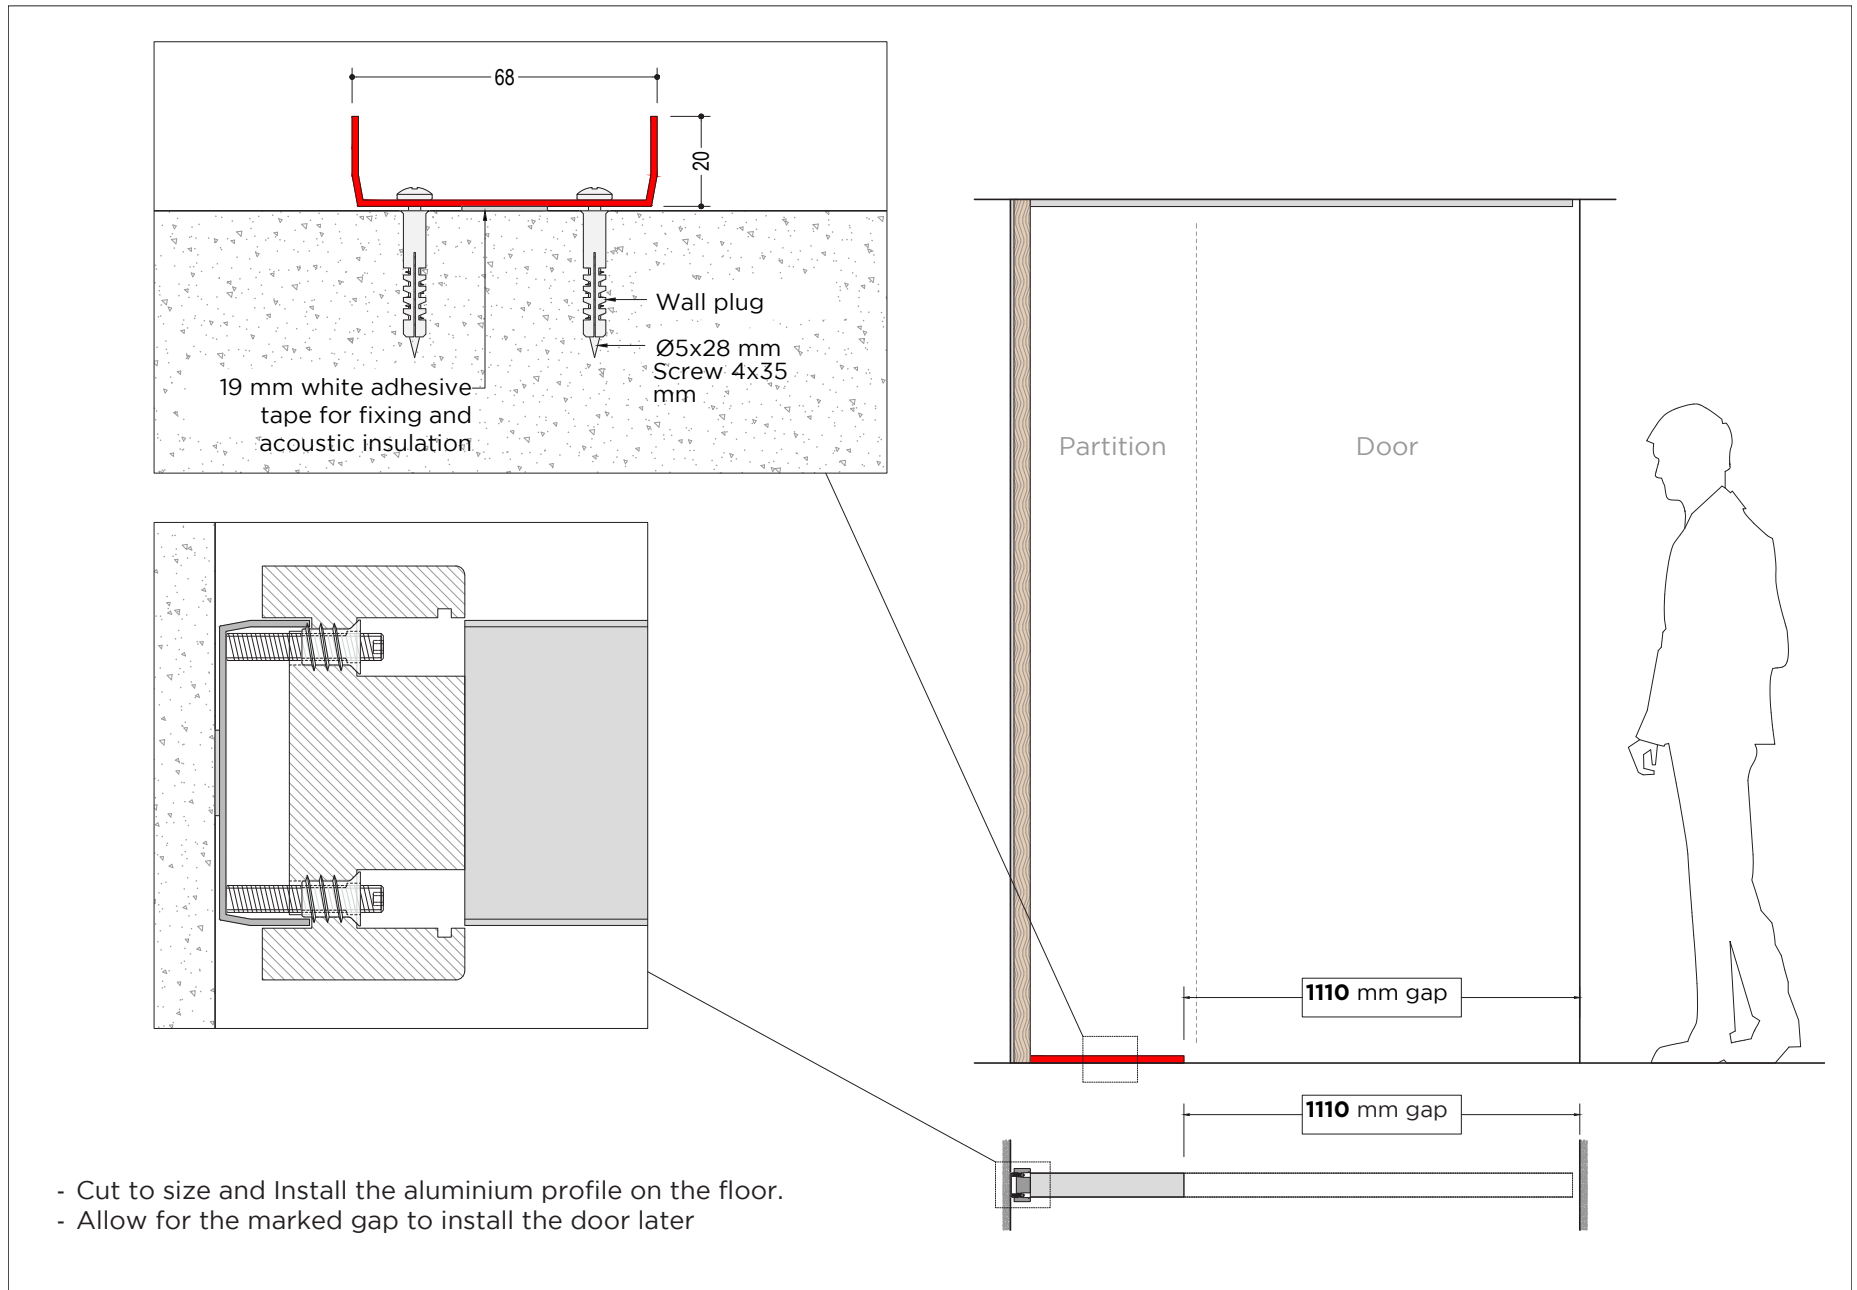 68
20
Wall plug
Ø5x28 mm
Screw 4x35
mm
19 mm white adhesive
tape for fixing and
acoustic insulation
Partition
Door
1110 mm gap
1110 mm gap
- Cut to size and Install the aluminium profile on the floor.
- Allow for the marked gap to install the door later